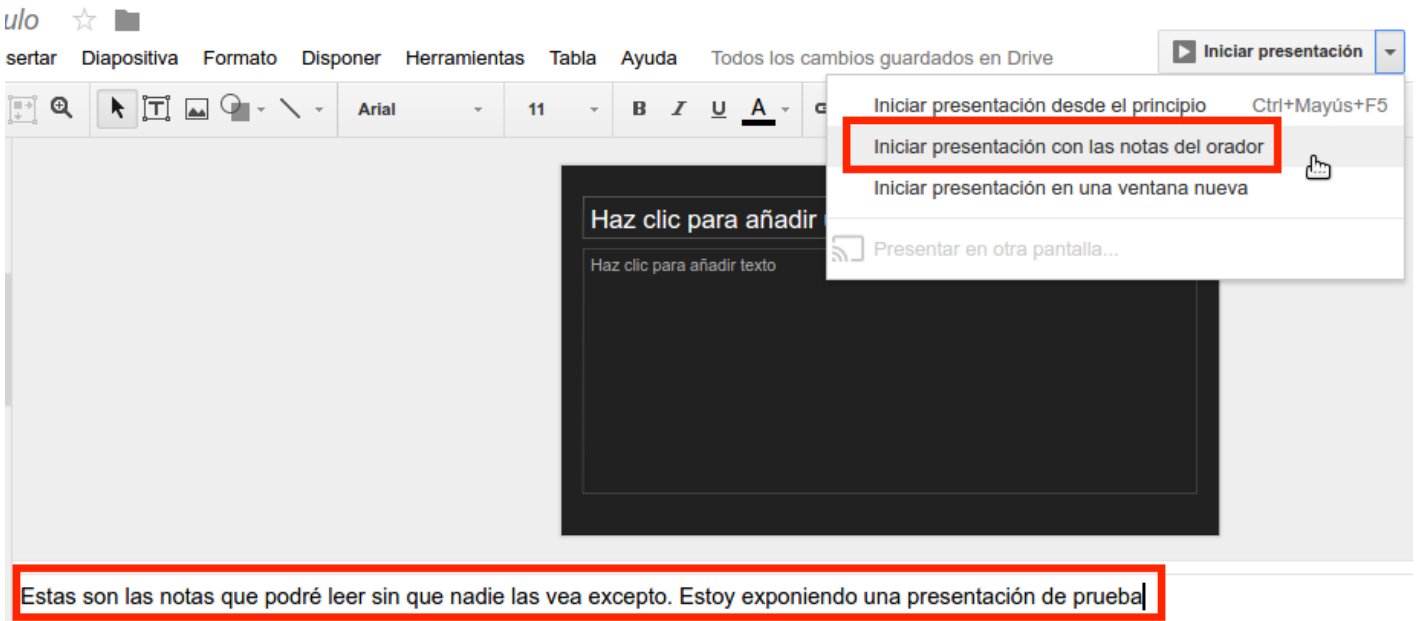 ulo
sertar Diapositiva Formato Disponer Herramientas Tabla Ayuda Todos los cambios guardados en Drive
Iniciar presentación
T Arial 11 B I U A
Iniciar presentación desde el principio Ctrl+Mayús+F5
Iniciar presentación con las notas del orador
Iniciar presentación en una ventana nueva
Presentar en otra pantalla...
Haz clic para añadir
Haz clic para añadir texto
Estas son las notas que podré leer sin que nadie las vea excepto. Estoy exponiendo una presentación de prueba